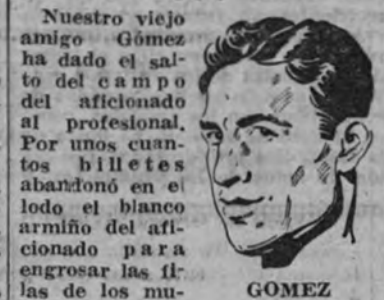 Nuestro viejo
amigo Gómez
ha dado el sal-
to del campo
del aficionado
al profesional.
Por unos cuan-
tos billetes
abandonó en el
lodo el blanco
armiño del afi-
cionado para
engrosar las fi-
las de los mu-
GOMEZ